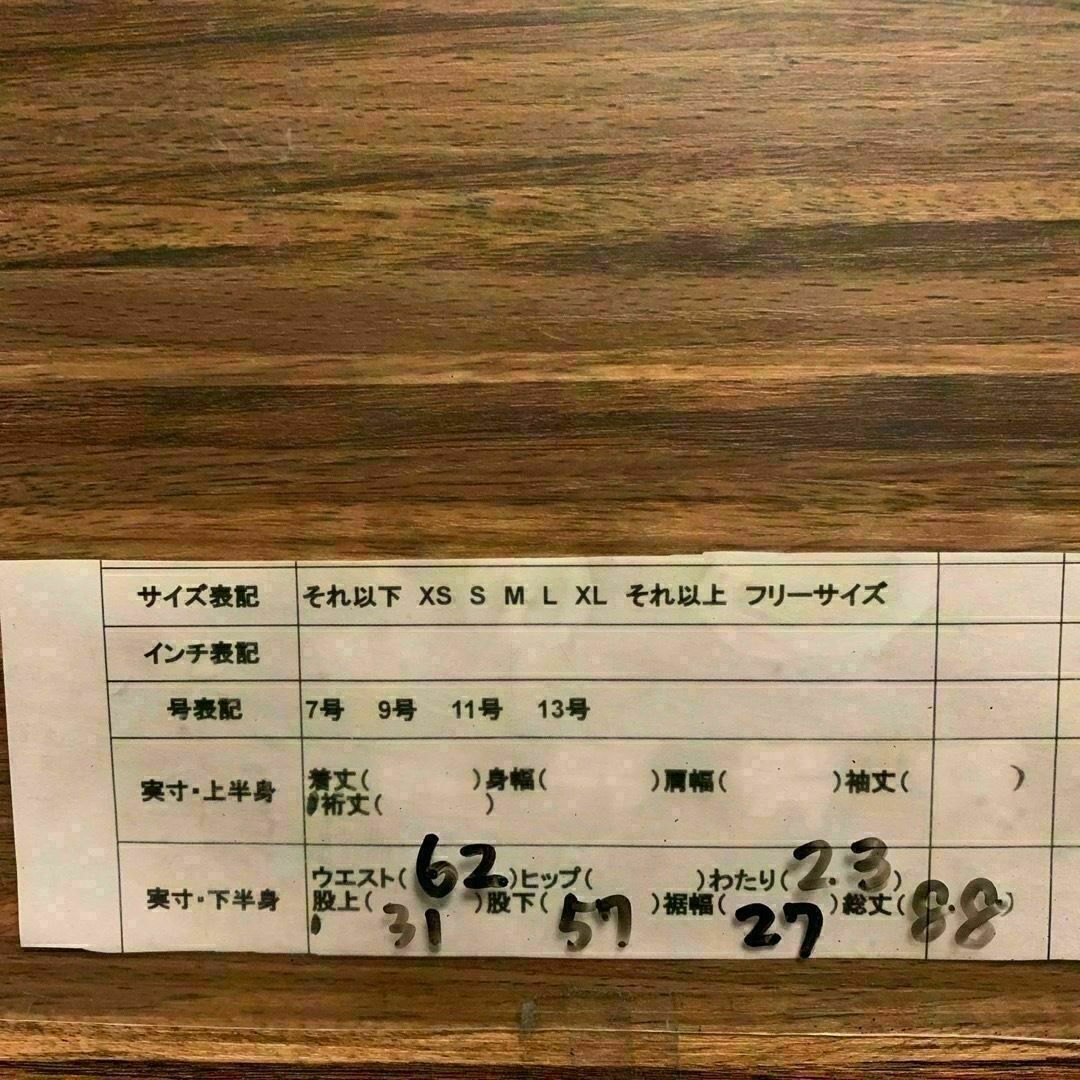 サイズ表記 それ以下 XS S M L XL それ以上 フリーサイズ
インチ表記
号表記 7号 9号 11号 13号
実寸・上半身 着丈( )身幅( )肩幅( )袖丈( )
裄丈( )
実寸・下半身 ウエスト( 62 )ヒップ( )わたり( 23 )
股上( 31 )股下( 57 )裾幅( 27 )総丈( 88 )